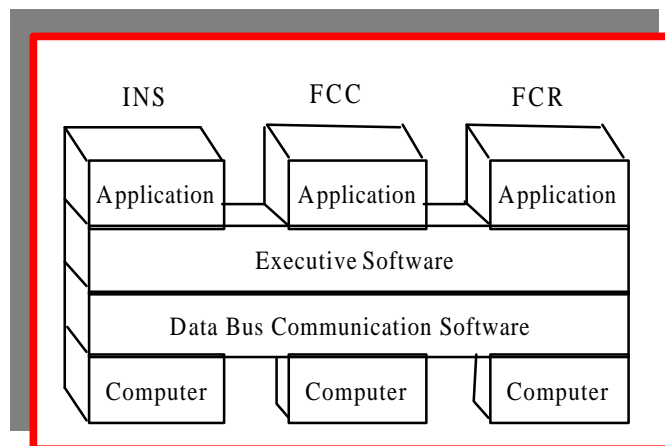 INS FCC FCR
Application Application Application
Executive Software
Data Bus Communication Software
Computer Computer Computer